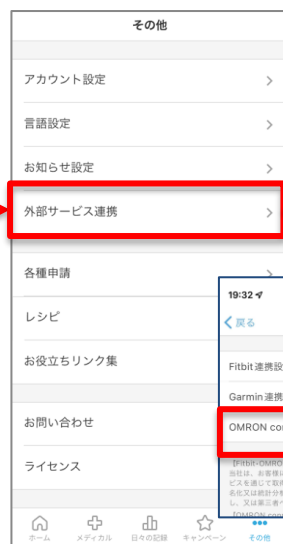 その他
アカウント設定
言語設定
お知らせ設定
外部サービス連携
各種申請
レシピ
お役立ちリンク集
お問い合わせ
ライセンス
ホーム
メディカル
日々の記録
キャンペーン
その他
19:32
戻る
Fitbit連携設
Garmin連携
OMRON con